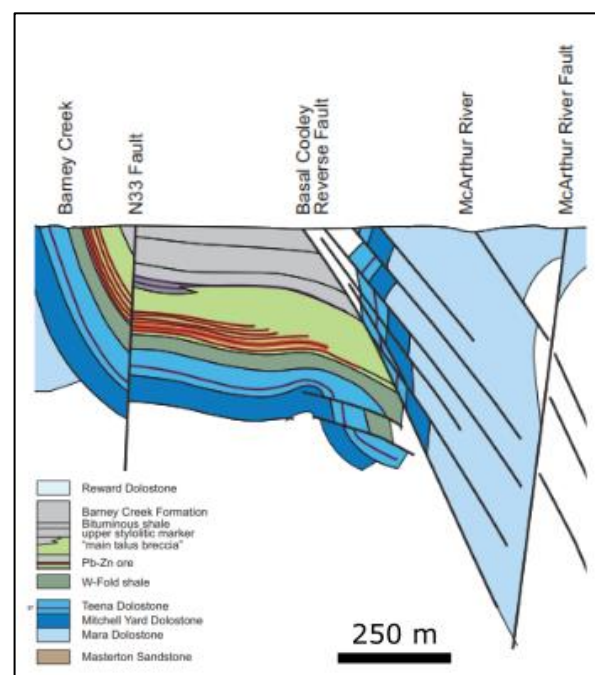 Barney Creek
N33 Fault
Basal Cooley
Reverse Fault
McArthur River
McArthur River Fault
Reward Dolostone
Barney Creek Formation
Bituminous shale
upper stylolitic marker
"main talus breccia"
Pb-Zn ore
W-Fold shale
Teena Dolostone
Mitchell Yard Dolostone
Mara Dolostone
Masterton Sandstone
250 m